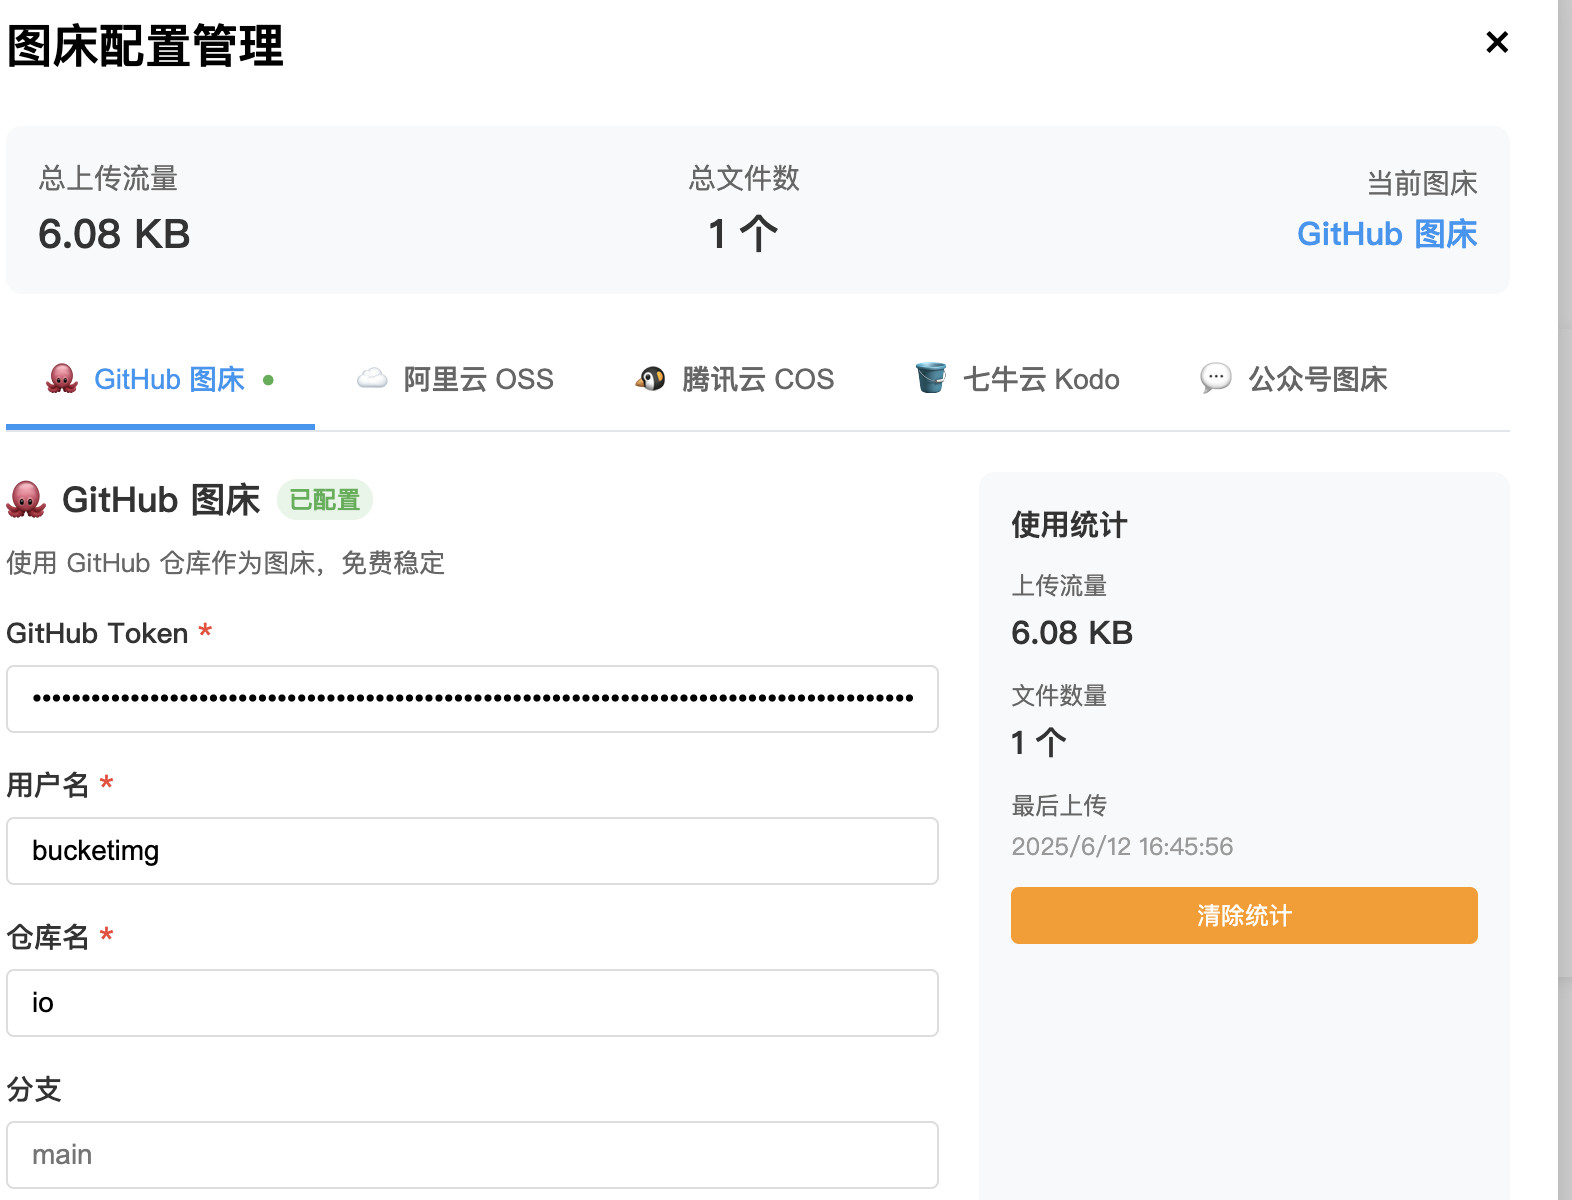 图床配置管理
总上传流量
6.08 KB
总文件数
1 个
当前图床
GitHub 图床
GitHub 图床
阿里云 OSS
腾讯云 COS
七牛云 Kodo
公众号图床
GitHub 图床 已配置
使用 GitHub 仓库作为图床，免费稳定
GitHub Token *
用户名 *
bucketimg
仓库名 *
io
分支
main
使用统计
上传流量
6.08 KB
文件数量
1 个
最后上传
2025/6/12 16:45:56
清除统计